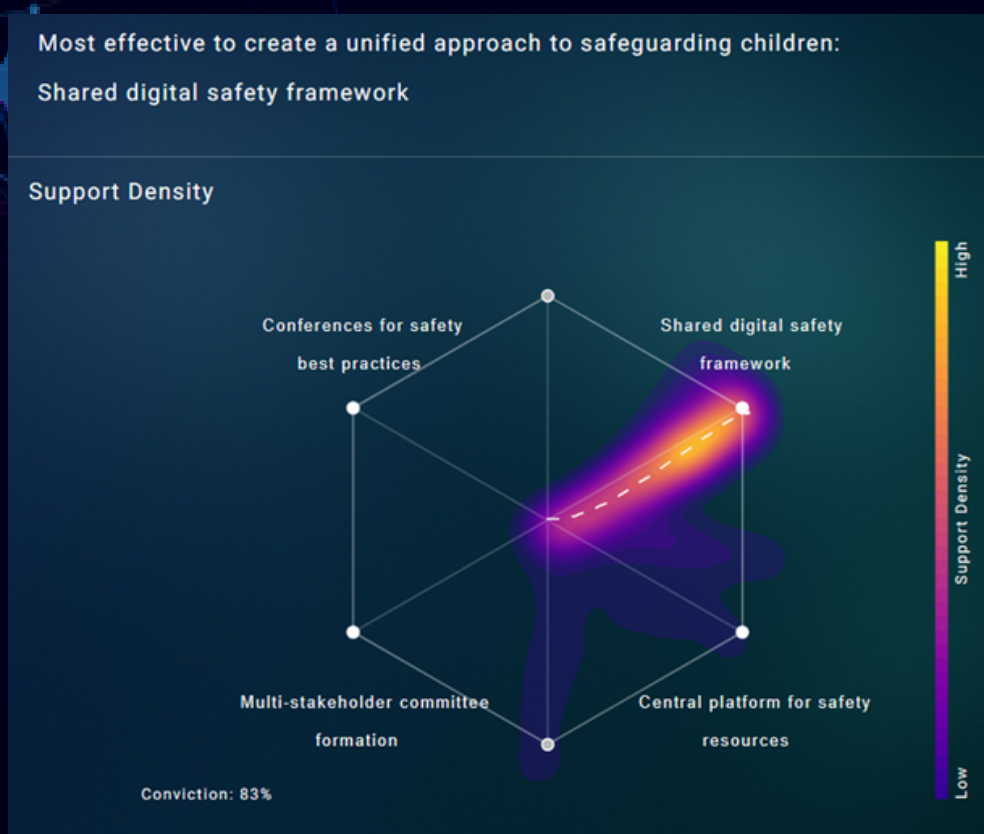 Most effective to create a unified approach to safeguarding children:
Shared digital safety framework
Support Density
Conferences for safety
best practices
Shared digital safety
framework
High
Support Density
Low
Multi-stakeholder committee
formation
Central platform for safety
resources
Conviction: 83%